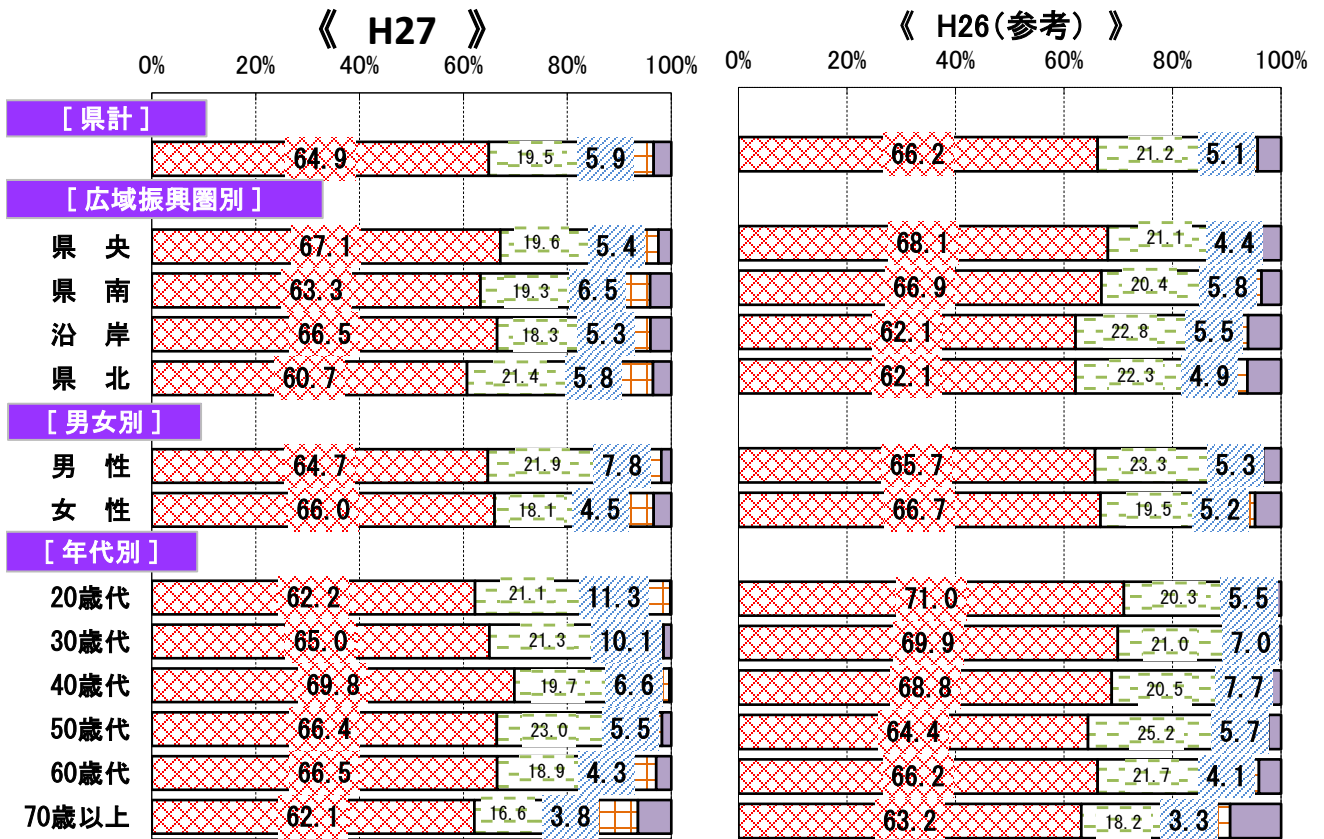 《 H27 》 《 H26(参考) 》
0% 20% 40% 60% 80% 100% 0% 20% 40% 60% 80% 100%
[ 県計 ]
64.9 19.5 5.9 66.2 21.2 5.1
[ 広域振興圏別 ]
県 央 67.1 19.6 5.4 68.1 21.1 4.4
県 南 63.3 19.3 6.5 66.9 20.4 5.8
沿 岸 66.5 18.3 5.3 62.1 22.8 5.5
県 北 60.7 21.4 5.8 62.1 22.3 4.9
[ 男女別 ]
男 性 64.7 21.9 7.8 65.7 23.3 5.3
女 性 66.0 18.1 4.5 66.7 19.5 5.2
[ 年代別 ]
20歳代 62.2 21.1 11.3 71.0 20.3 5.5
30歳代 65.0 21.3 10.1 69.9 21.0 7.0
40歳代 69.8 19.7 6.6 68.8 20.5 7.7
50歳代 66.4 23.0 5.5 64.4 25.2 5.7
60歳代 66.5 18.9 4.3 66.2 21.7 4.1
70歳以上 62.1 16.6 3.8 63.2 18.2 3.3